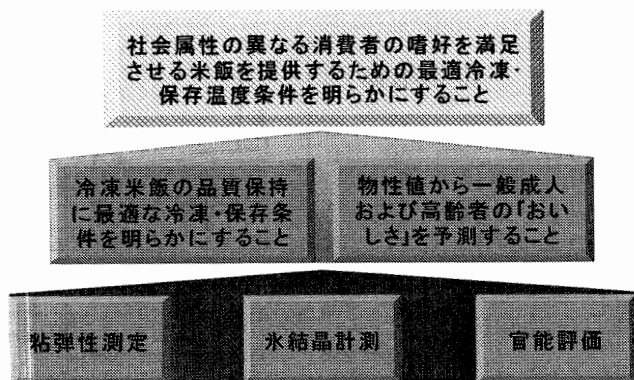 社会属性の異なる消費者の嗜好を満足
させる米飯を提供するための最適冷凍・
保存温度条件を明らかにすること
冷凍米飯の品質保持
に最適な冷凍・保存条
件を明らかにすること
物性値から一般成人
および高齢者の「おい
しさ」を予測すること
粘弾性測定
氷結晶計測
官能評価